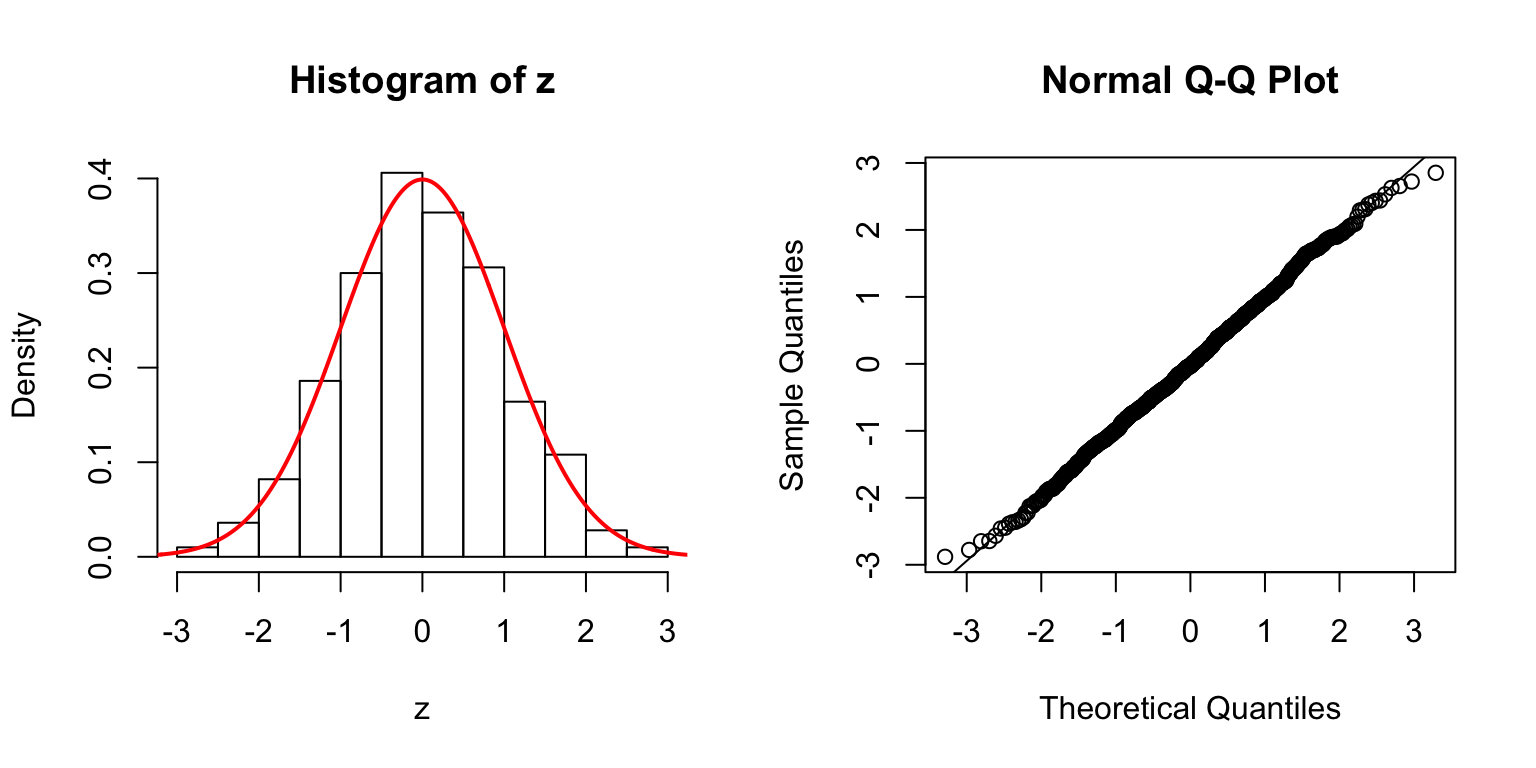 Histogram of z
Density
0.0 0.1 0.2 0.3 0.4
-3 -2 -1 0 1 2 3
z
Normal Q-Q Plot
Sample Quantiles
-3 -2 -1 0 1 2 3
-3 -2 -1 0 1 2 3
Theoretical Quantiles